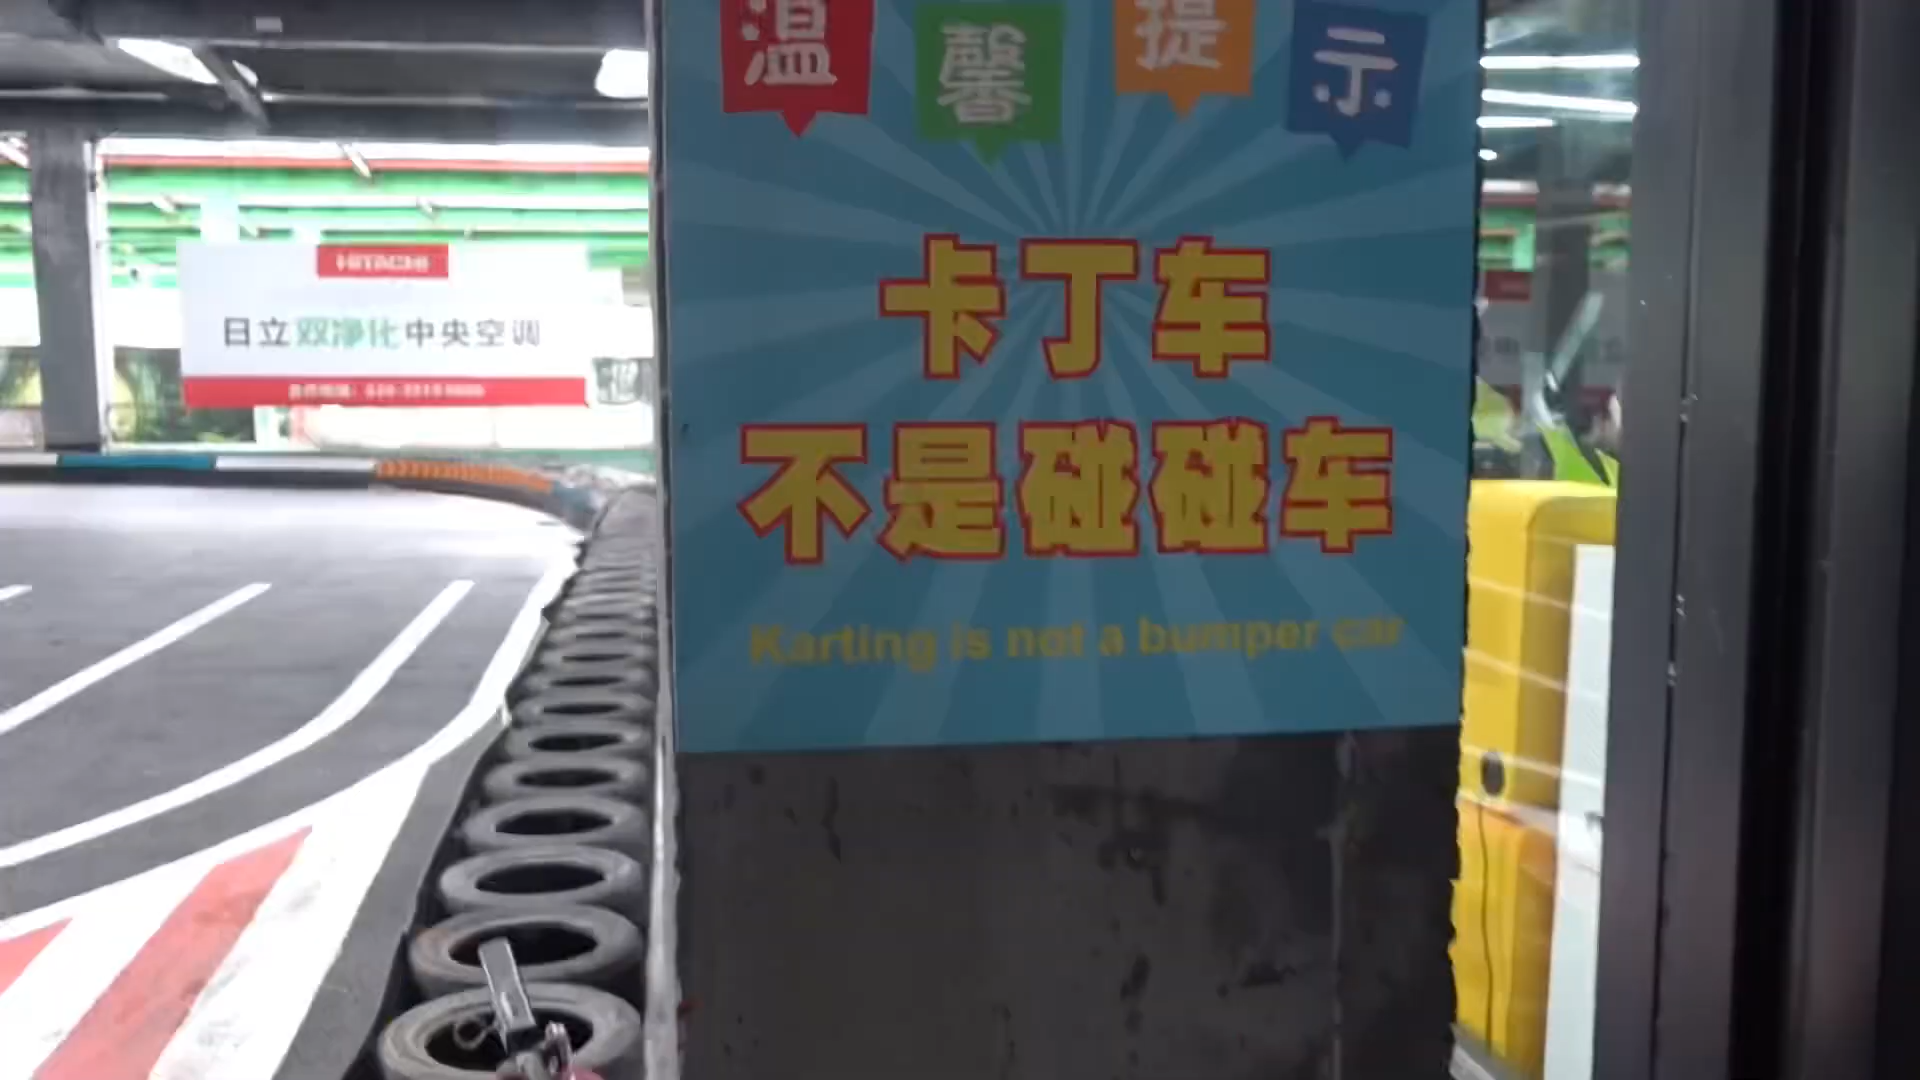 温馨提示
卡丁车
不是碰碰车
Karting is not a bumper car
HITACHI
日立双净化中央空调